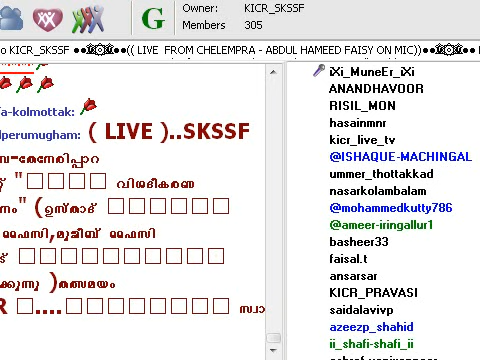 Owner: KICR_SKSSF
G
Members 305
o KICR_SKSSF ●●۞۞●●(( LIVE FROM CHELEMPRA - ABDUL HAMEED FAISY ON MIC))●●
a-kolmottak:
perumugham: ( LIVE )..SKSSF
" □□□□ വിശദീകരണ
നം" (ഉസ്താദ് □□□□□□
ഫൈസി,മുജീബ് ഫൈസി
□□□□□□□□□□
ക്കുന്നു )തത്സമയം
R □....□□□□□□□□ സ്വാ
iXi_MuneEr_iXi
ANANDHAVOOR
RISIL_MON
hasainmnr
kicr_live_tv
@ISHAQUE-MACHINGAL
ummer_thottakkad
nasarkolambalam
@mohammedkutty786
@ameer-iringallur1
basheer33
faisal.t
ansarsar
KICR_PRAVASI
saidalavivp
azeezp_shahid
ii_shafi-shafi_ii